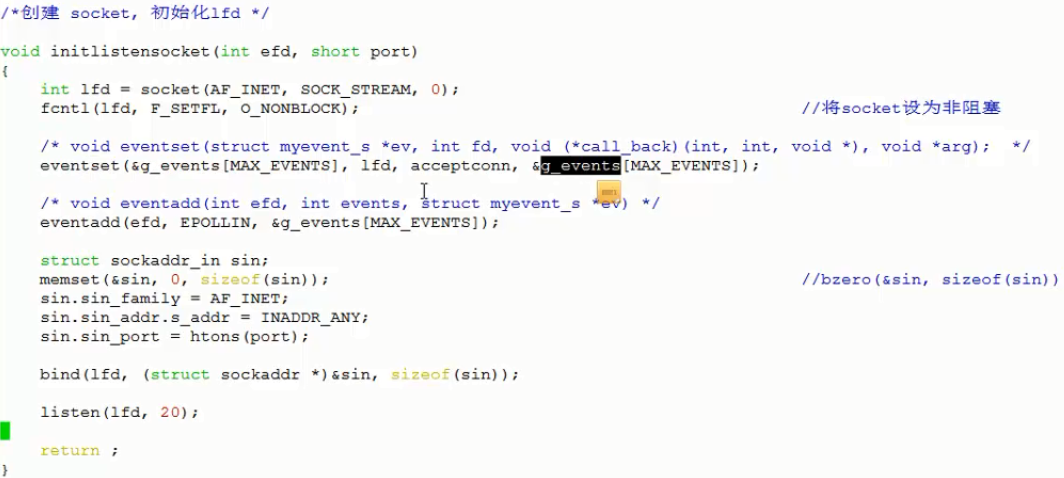 /*创建 socket, 初始化lfd */
void initlistensocket(int efd, short port)
{
int lfd = socket(AF_INET, SOCK_STREAM, 0);
fcntl(lfd, F_SETFL, O_NONBLOCK); //将socket设为非阻塞
/* void eventset(struct myevent_s *ev, int fd, void (*call_back)(int, int, void *), void *arg); */
eventset(&g_events[MAX_EVENTS], lfd, acceptconn, &g_events[MAX_EVENTS]);
/* void eventadd(int efd, int events, struct myevent_s *ev) */
eventadd(efd, EPOLLIN, &g_events[MAX_EVENTS]);
struct sockaddr_in sin;
memset(&sin, 0, sizeof(sin)); //bzero(&sin, sizeof(sin))
sin.sin_family = AF_INET;
sin.sin_addr.s_addr = INADDR_ANY;
sin.sin_port = htons(port);
bind(lfd, (struct sockaddr *)&sin, sizeof(sin));
listen(lfd, 20);
return ;
}